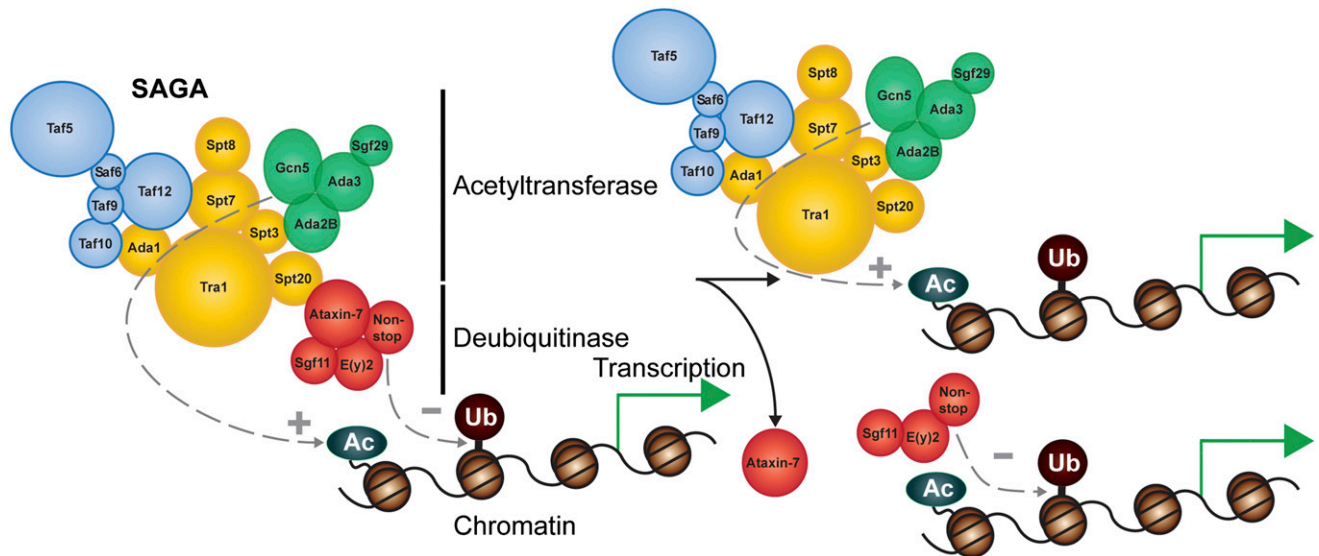 SAGA
Taf5
Saf6
Taf9
Taf10
Taf12
Ada1
Spt8
Spt7
Spt3
Tra1
Spt20
Gcn5
Ada3
Sgf29
Ada2B
Ataxin-7
Non-
stop
Sgf11
E(y)2
Acetyltransferase
Deubiquitinase
+
−
Ac
Ub
Transcription
Chromatin
Ataxin-7
Taf5
Saf6
Taf9
Taf10
Taf12
Ada1
Spt8
Spt7
Spt3
Tra1
Spt20
Gcn5
Ada3
Sgf29
Ada2B
+
Ac
Ub
Non-
stop
Sgf11
E(y)2
−
Ac
Ub